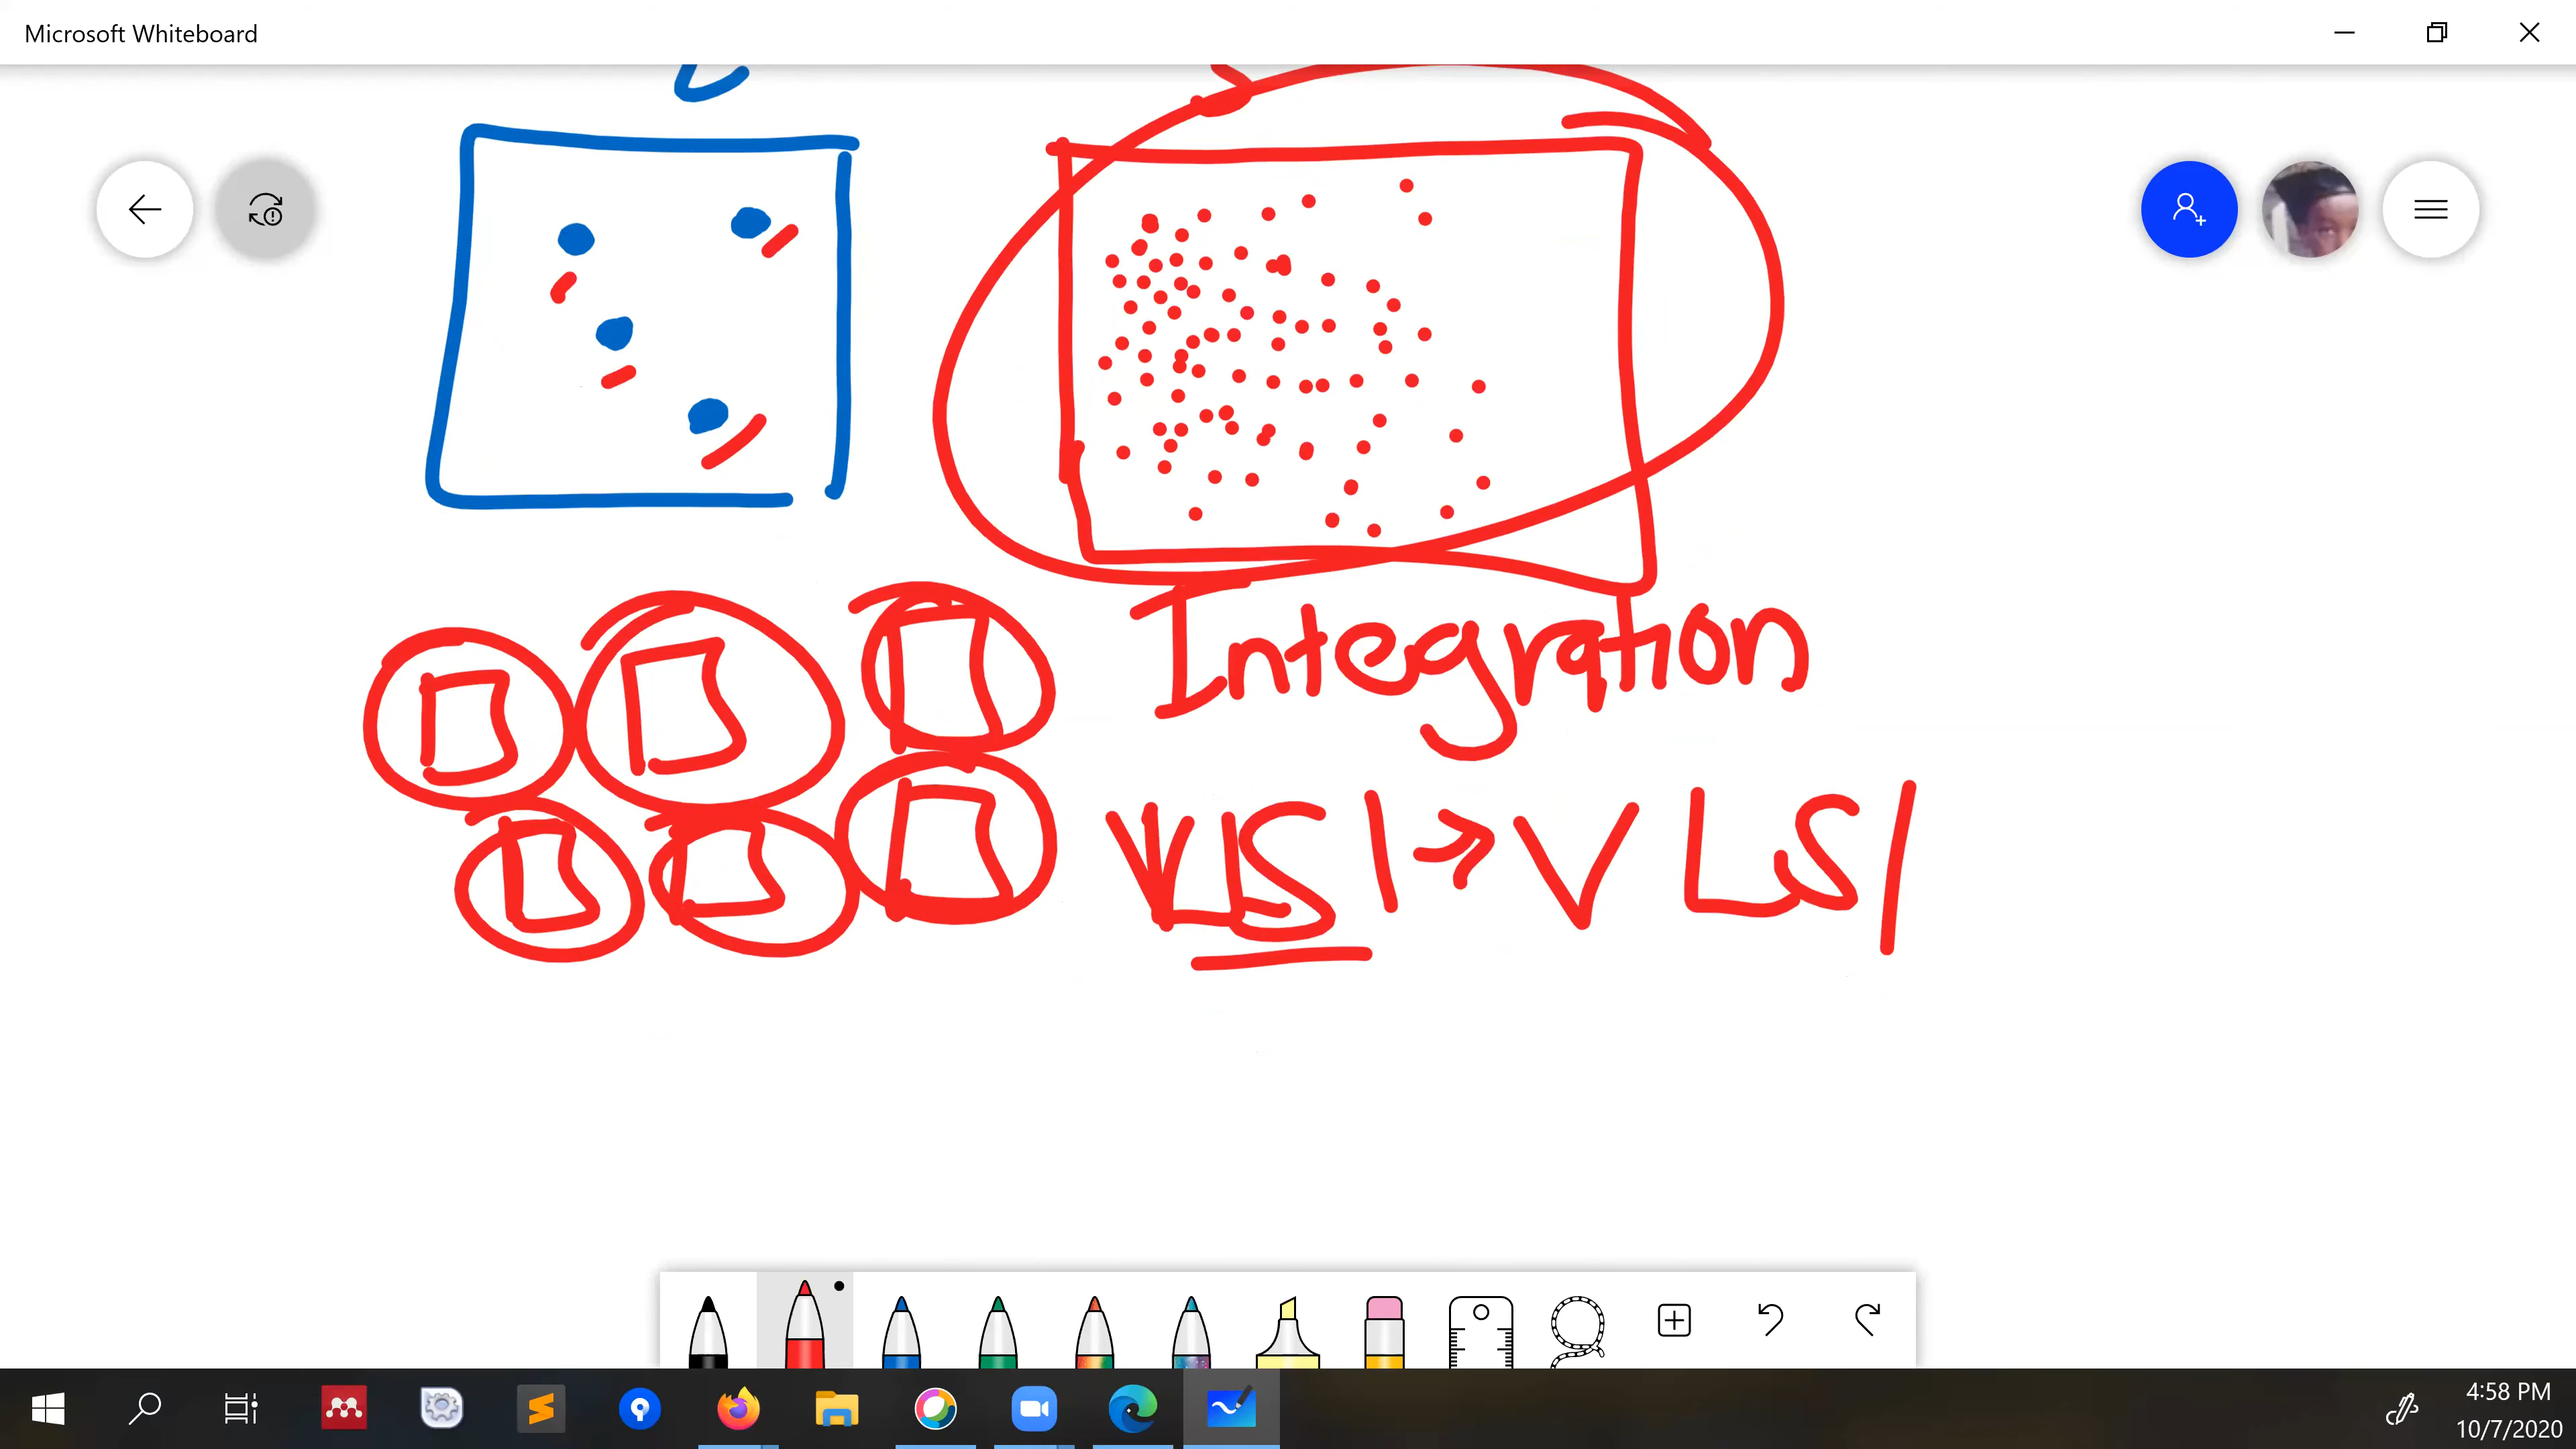 Microsoft Whiteboard
Integration
VLSI → VLSI
4:58 PM
10/7/2020